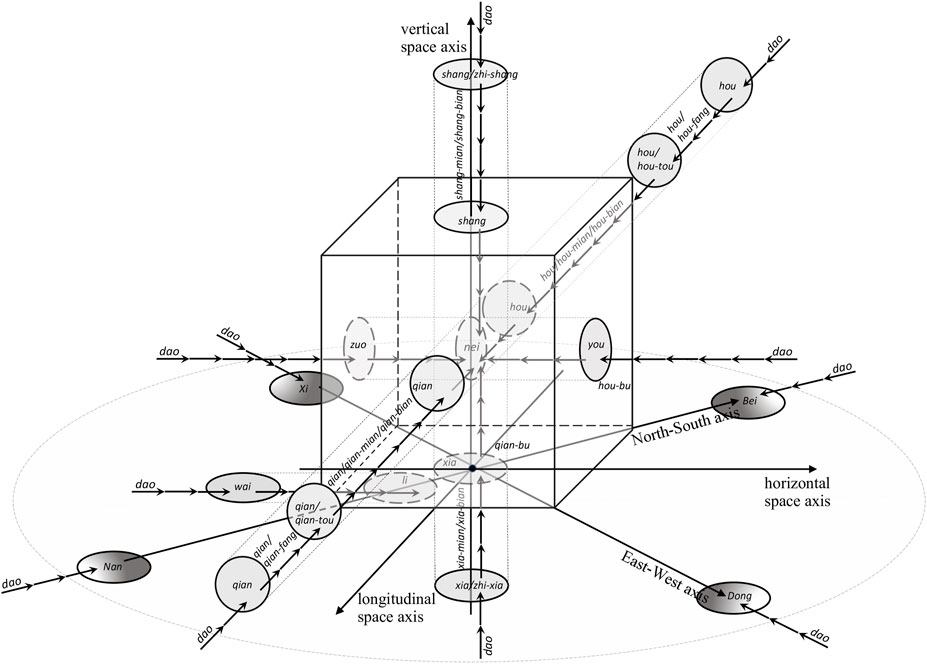 dao
vertical
space axis
dao
shang/zhi-shang
hou
shang-mian/shang-bian
hou/
hou-fang
hou/
hou-tou
shang
hou/hou-mian/hou-bian
hou
dao
zuo
nei
you
dao
dao
Xi
qian
hou-bu
dao
Bei
qian/qian-mian/qian-bian
North-South axis
qian-bu
xia
li
horizontal
space axis
dao
wai
qian/
qian-tou
xia-mian/xia-bian
qian/
qian-fang
East-West axis
Nan
dao
qian
xia/zhi-xia
longitudinal
space axis
Dong
dao
dao
dao